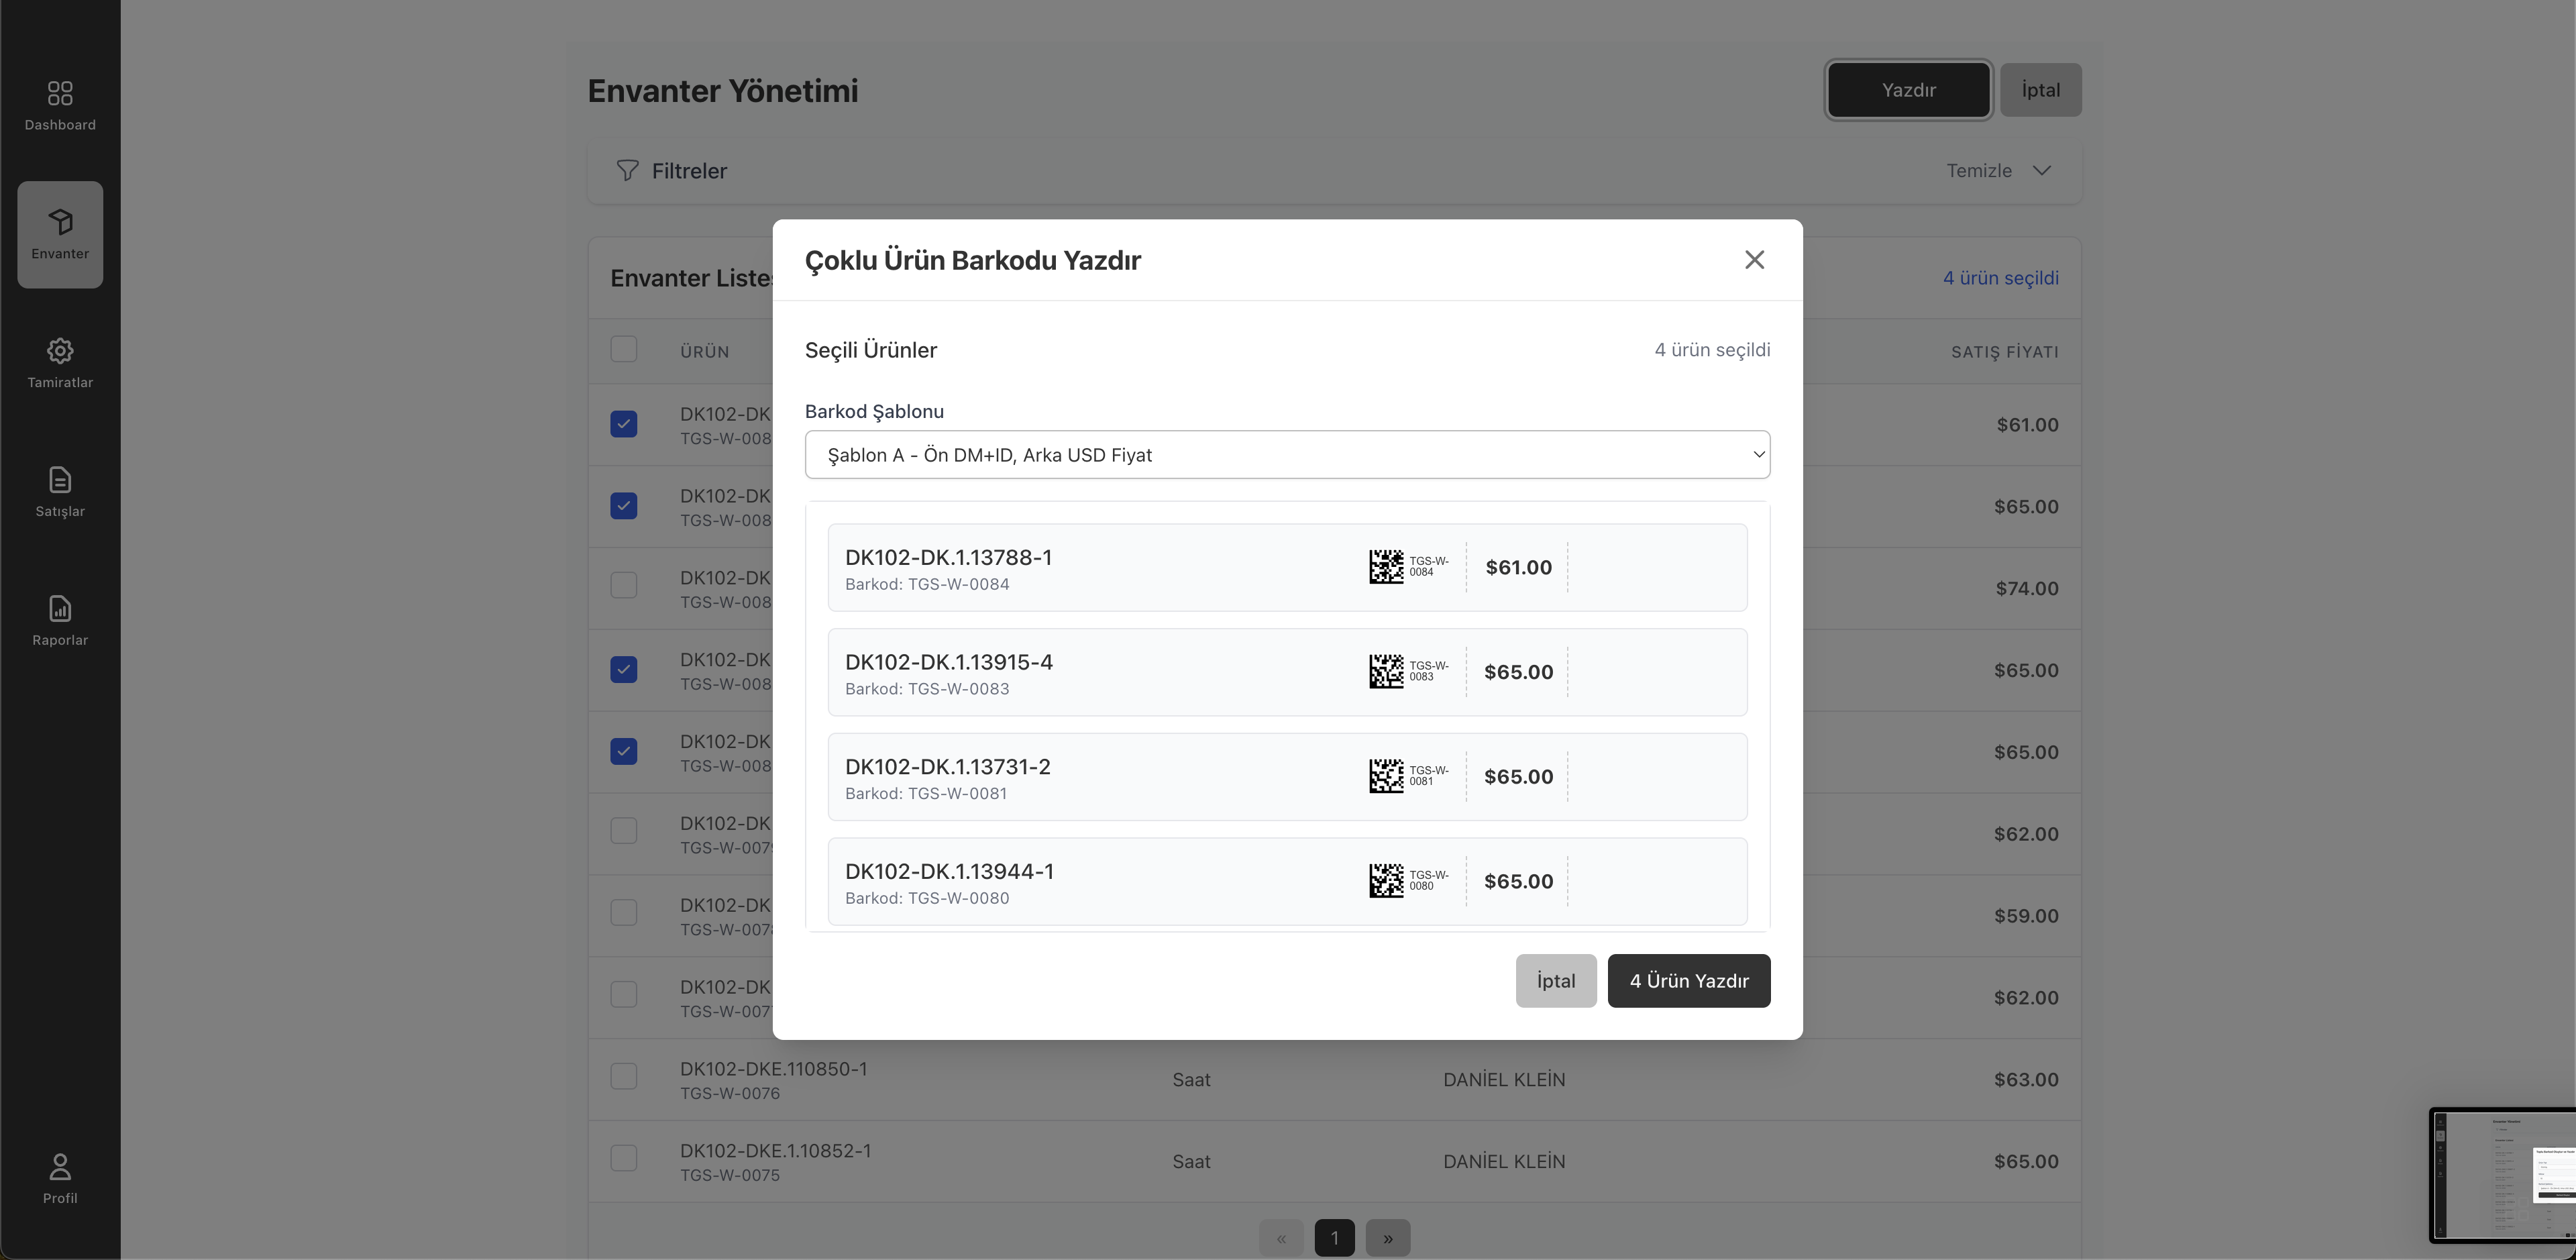 Dashboard
Envanter
Tamiratlar
Satışlar
Raporlar
Profil
Envanter Yönetimi
Yazdır
İptal
Filtreler
Temizle
Envanter Listes
4 ürün seçildi
ÜRÜN
SATIŞ FİYATI
DK102-DK
TGS-W-008
$61.00
DK102-DK
TGS-W-008
$65.00
DK102-DK
TGS-W-008
$74.00
DK102-DK
TGS-W-008
$65.00
DK102-DK
TGS-W-008
$65.00
DK102-DK
TGS-W-007
$62.00
DK102-DK
TGS-W-007
$59.00
DK102-DK
TGS-W-007
$62.00
DK102-DKE.110850-1
TGS-W-0076
Saat
DANİEL KLEİN
$63.00
DK102-DKE.1.10852-1
TGS-W-0075
Saat
DANİEL KLEİN
$65.00
« 1 »
Çoklu Ürün Barkodu Yazdır
Seçili Ürünler
4 ürün seçildi
Barkod Şablonu
Şablon A - Ön DM+ID, Arka USD Fiyat
DK102-DK.1.13788-1
Barkod: TGS-W-0084
TGS-W-
0084
$61.00
DK102-DK.1.13915-4
Barkod: TGS-W-0083
TGS-W-
0083
$65.00
DK102-DK.1.13731-2
Barkod: TGS-W-0081
TGS-W-
0081
$65.00
DK102-DK.1.13944-1
Barkod: TGS-W-0080
TGS-W-
0080
$65.00
İptal
4 Ürün Yazdır